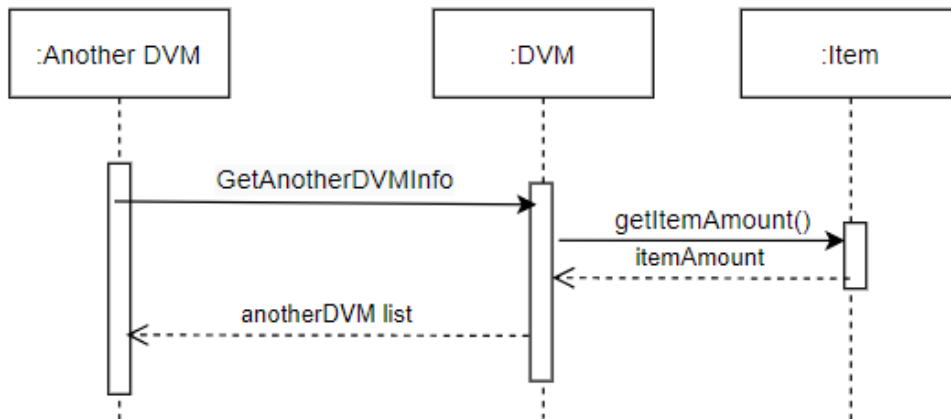 :Another DVM
:DVM
:Item
GetAnotherDVMInfo
getItemAmount()
itemAmount
anotherDVM list